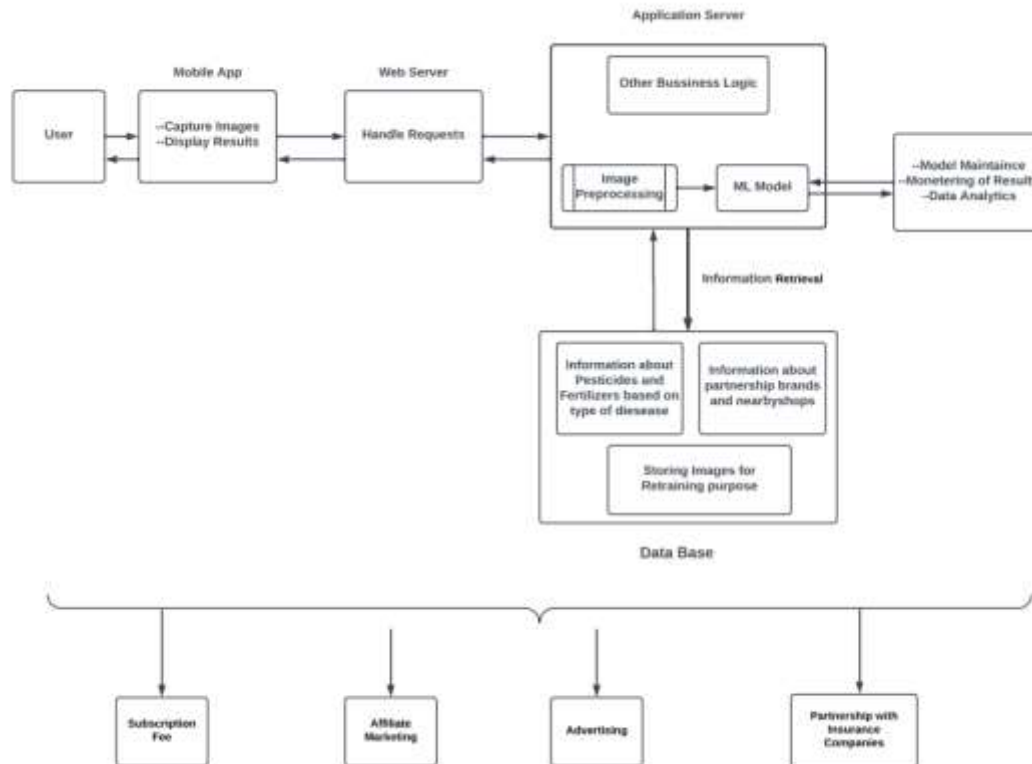 Application Server
Mobile App
Web Server
Other Bussiness Logic
User
--Capture Images
--Display Results
Handle Requests
Image
Preprocessing
ML Model
--Model Maintaince
--Monetering of Result
--Data Analytics
Information Retrieval
Information about
Pesticides and
Fertilizers based on
type of diesease
Information about
partnership brands
and nearbyshops
Storing Images for
Retraining purpose
Data Base
Subscription
Fee
Affiliate
Marketing
Advertising
Partnership with
Insurance
Companies